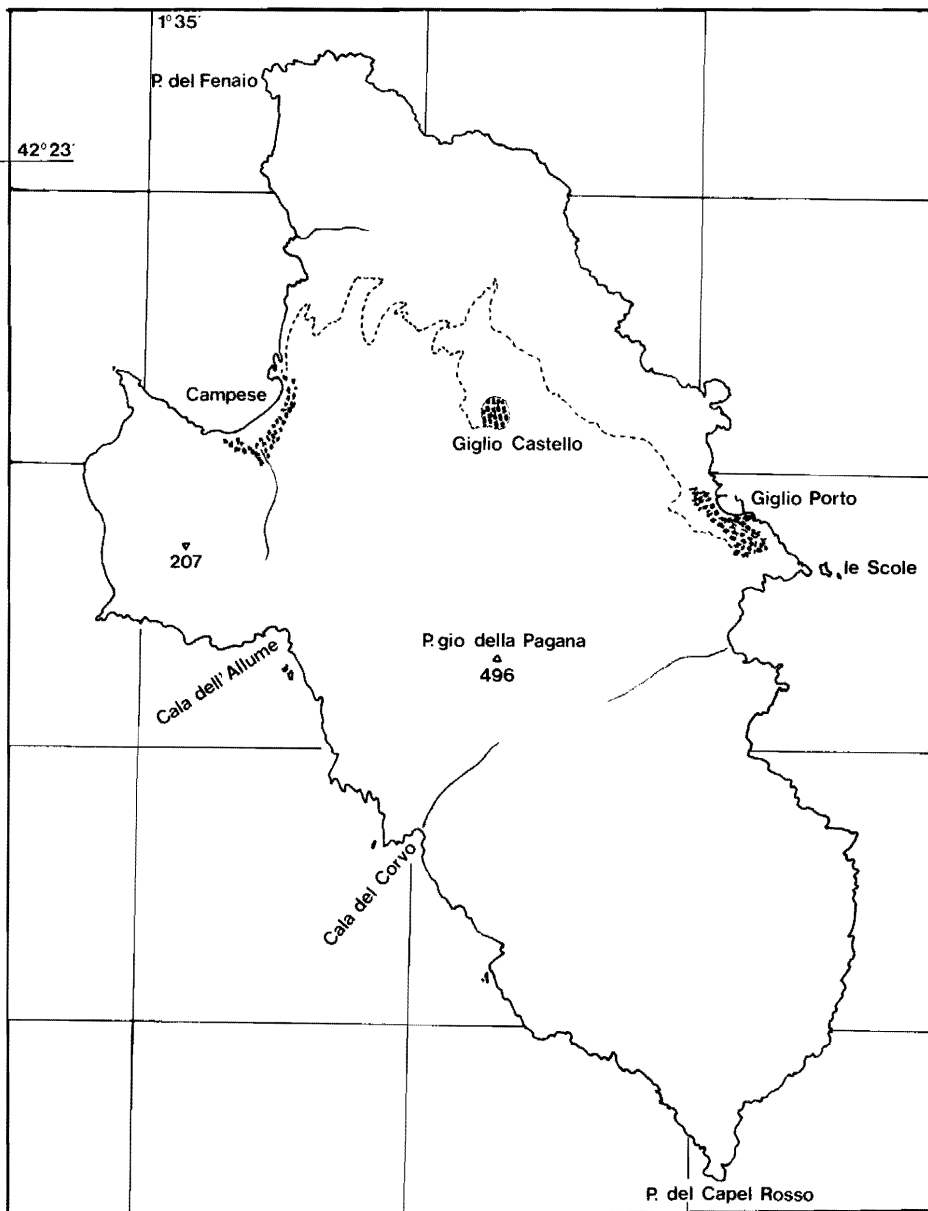 1°35′
P. del Fenaio
42°23′
Campese
Giglio Castello
Giglio Porto
207
le Scole
P.gio della Pagana
496
Cala dell'Allume
Cala del Corvo
P. del Capel Rosso